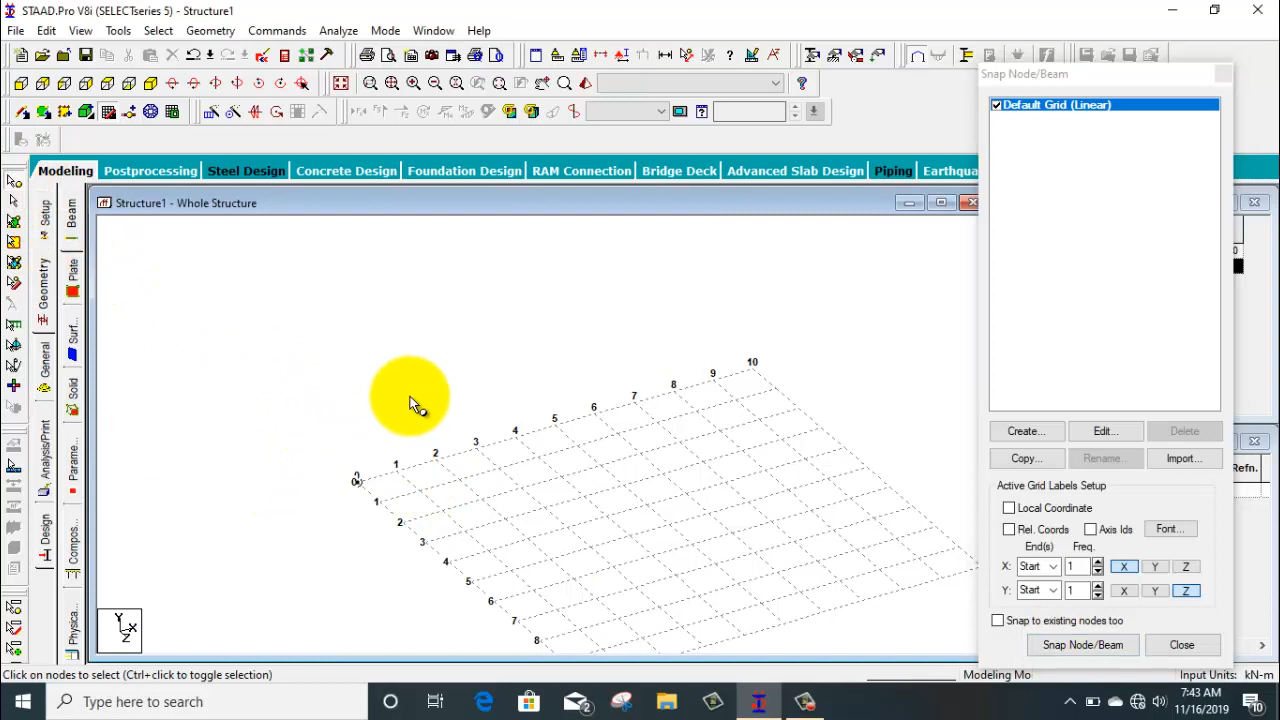 STAAD.Pro V8i (SELECTseries 5) - Structure1
File Edit View Tools Select Geometry Commands Analyze Mode Window Help
Snap Node/Beam
Default Grid (Linear)
Modeling Postprocessing Steel Design Concrete Design Foundation Design RAM Connection Bridge Deck Advanced Slab Design Piping Earthqua
Structure1 - Whole Structure
Setup
Geometry
General
Analysis/Print
Design
Beam
Plate
Surf...
Solid
Parame...
Compos...
Physica...
10
9
8
7
6
5
4
3
2
1
0
0
1
2
3
4
5
6
7
8
Y
X
Z
Create... Edit... Delete
Copy... Rename... Import...
Refn.
0
Active Grid Labels Setup
Local Coordinate
Rel. Coords Axis Ids Font...
End(s) Freq.
X: Start 1 X Y Z
Y: Start 1 X Y Z
Snap to existing nodes too
Snap Node/Beam Close
Click on nodes to select (Ctrl+click to toggle selection)
Modeling Mo
Input Units: kN-m
Type here to search
2
7:43 AM
11/16/2019
10